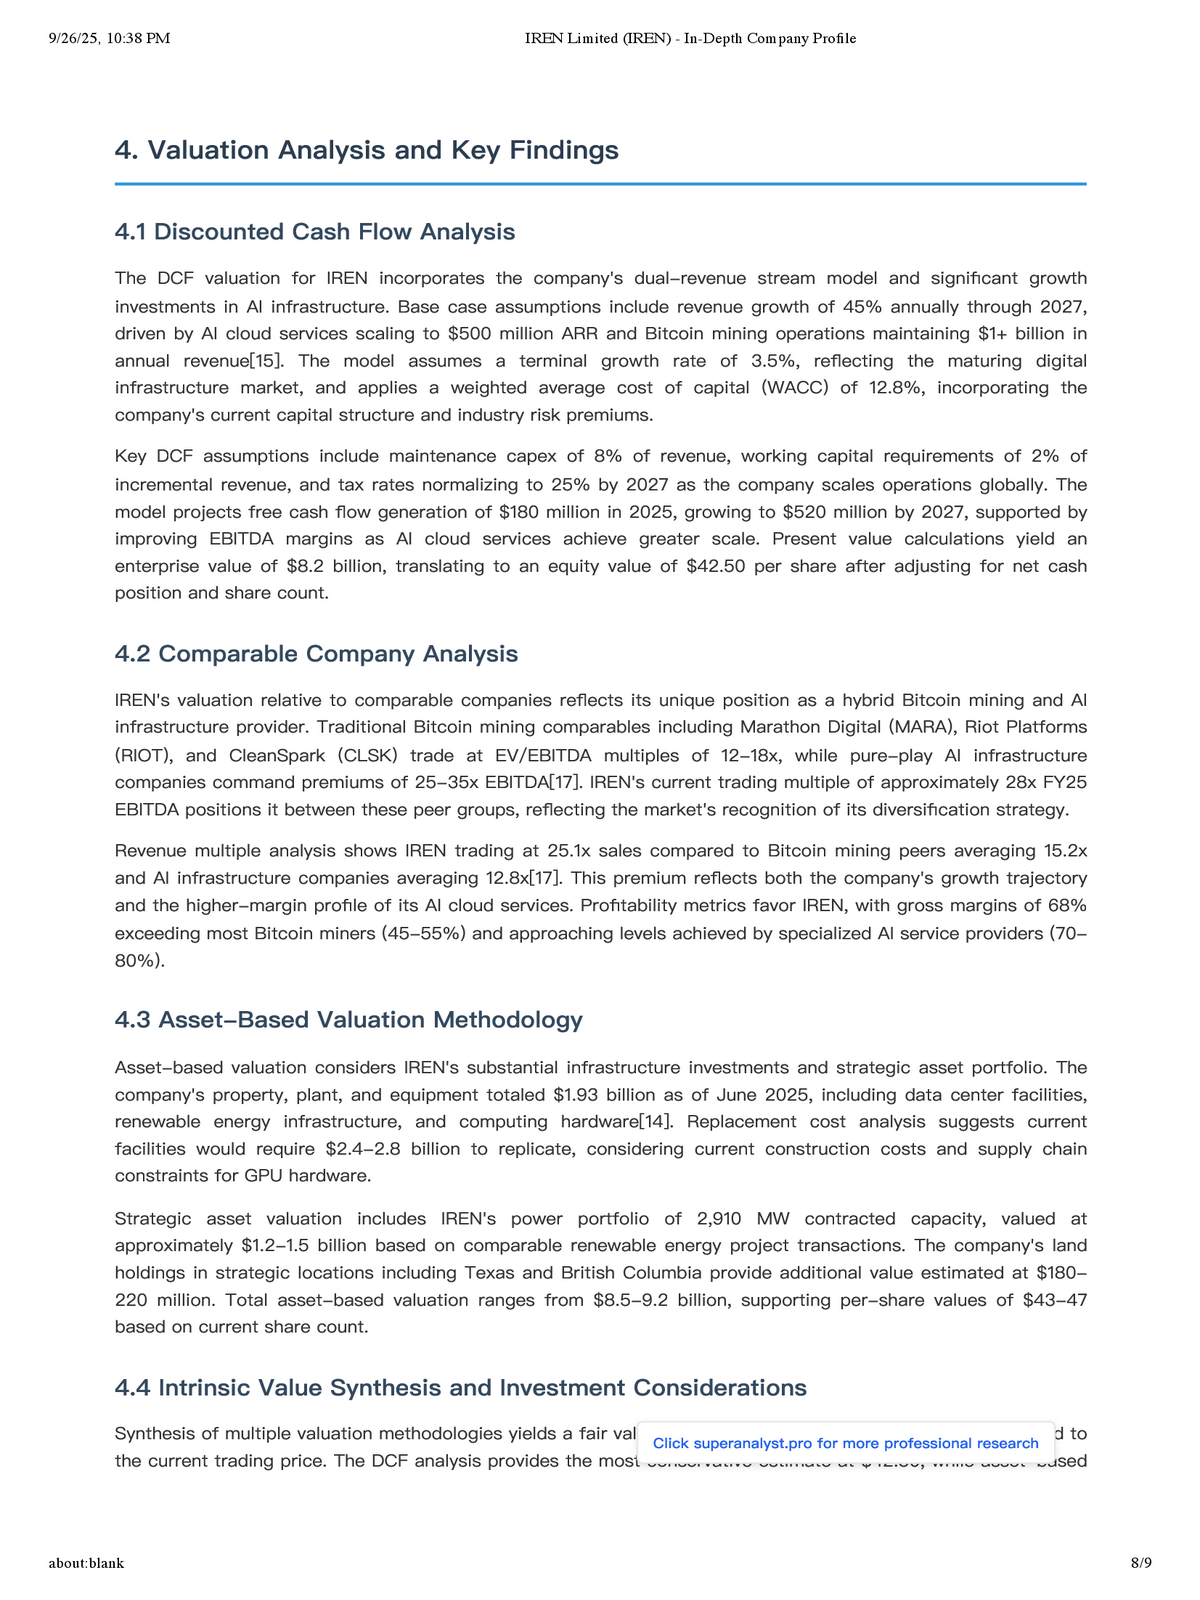 9/26/25, 10:38 PM
IREN Limited (IREN) - In-Depth Company Profile
4. Valuation Analysis and Key Findings
4.1 Discounted Cash Flow Analysis
The DCF valuation for IREN incorporates the company's dual-revenue stream model and significant growth
investments in AI infrastructure. Base case assumptions include revenue growth of 45% annually through 2027,
driven by AI cloud services scaling to $500 million ARR and Bitcoin mining operations maintaining $1+ billion in
annual revenue[15]. The model assumes a terminal growth rate of 3.5%, reflecting the maturing digital
infrastructure market, and applies a weighted average cost of capital (WACC) of 12.8%, incorporating the
company's current capital structure and industry risk premiums.
Key DCF assumptions include maintenance capex of 8% of revenue, working capital requirements of 2% of
incremental revenue, and tax rates normalizing to 25% by 2027 as the company scales operations globally. The
model projects free cash flow generation of $180 million in 2025, growing to $520 million by 2027, supported by
improving EBITDA margins as AI cloud services achieve greater scale. Present value calculations yield an
enterprise value of $8.2 billion, translating to an equity value of $42.50 per share after adjusting for net cash
position and share count.
4.2 Comparable Company Analysis
IREN's valuation relative to comparable companies reflects its unique position as a hybrid Bitcoin mining and AI
infrastructure provider. Traditional Bitcoin mining comparables including Marathon Digital (MARA), Riot Platforms
(RIOT), and CleanSpark (CLSK) trade at EV/EBITDA multiples of 12–18x, while pure-play AI infrastructure
companies command premiums of 25–35x EBITDA[17]. IREN's current trading multiple of approximately 28x FY25
EBITDA positions it between these peer groups, reflecting the market's recognition of its diversification strategy.
Revenue multiple analysis shows IREN trading at 25.1x sales compared to Bitcoin mining peers averaging 15.2x
and AI infrastructure companies averaging 12.8x[17]. This premium reflects both the company's growth trajectory
and the higher-margin profile of its AI cloud services. Profitability metrics favor IREN, with gross margins of 68%
exceeding most Bitcoin miners (45–55%) and approaching levels achieved by specialized AI service providers (70–
80%).
4.3 Asset-Based Valuation Methodology
Asset-based valuation considers IREN's substantial infrastructure investments and strategic asset portfolio. The
company's property, plant, and equipment totaled $1.93 billion as of June 2025, including data center facilities,
renewable energy infrastructure, and computing hardware[14]. Replacement cost analysis suggests current
facilities would require $2.4–2.8 billion to replicate, considering current construction costs and supply chain
constraints for GPU hardware.
Strategic asset valuation includes IREN's power portfolio of 2,910 MW contracted capacity, valued at
approximately $1.2–1.5 billion based on comparable renewable energy project transactions. The company's land
holdings in strategic locations including Texas and British Columbia provide additional value estimated at $180–
220 million. Total asset-based valuation ranges from $8.5–9.2 billion, supporting per-share values of $43–47
based on current share count.
4.4 Intrinsic Value Synthesis and Investment Considerations
Synthesis of multiple valuation methodologies yields a fair to
Click superanalyst.pro for more professional research
the current trading price. The DCF analysis provides the most
about:blank
8/9